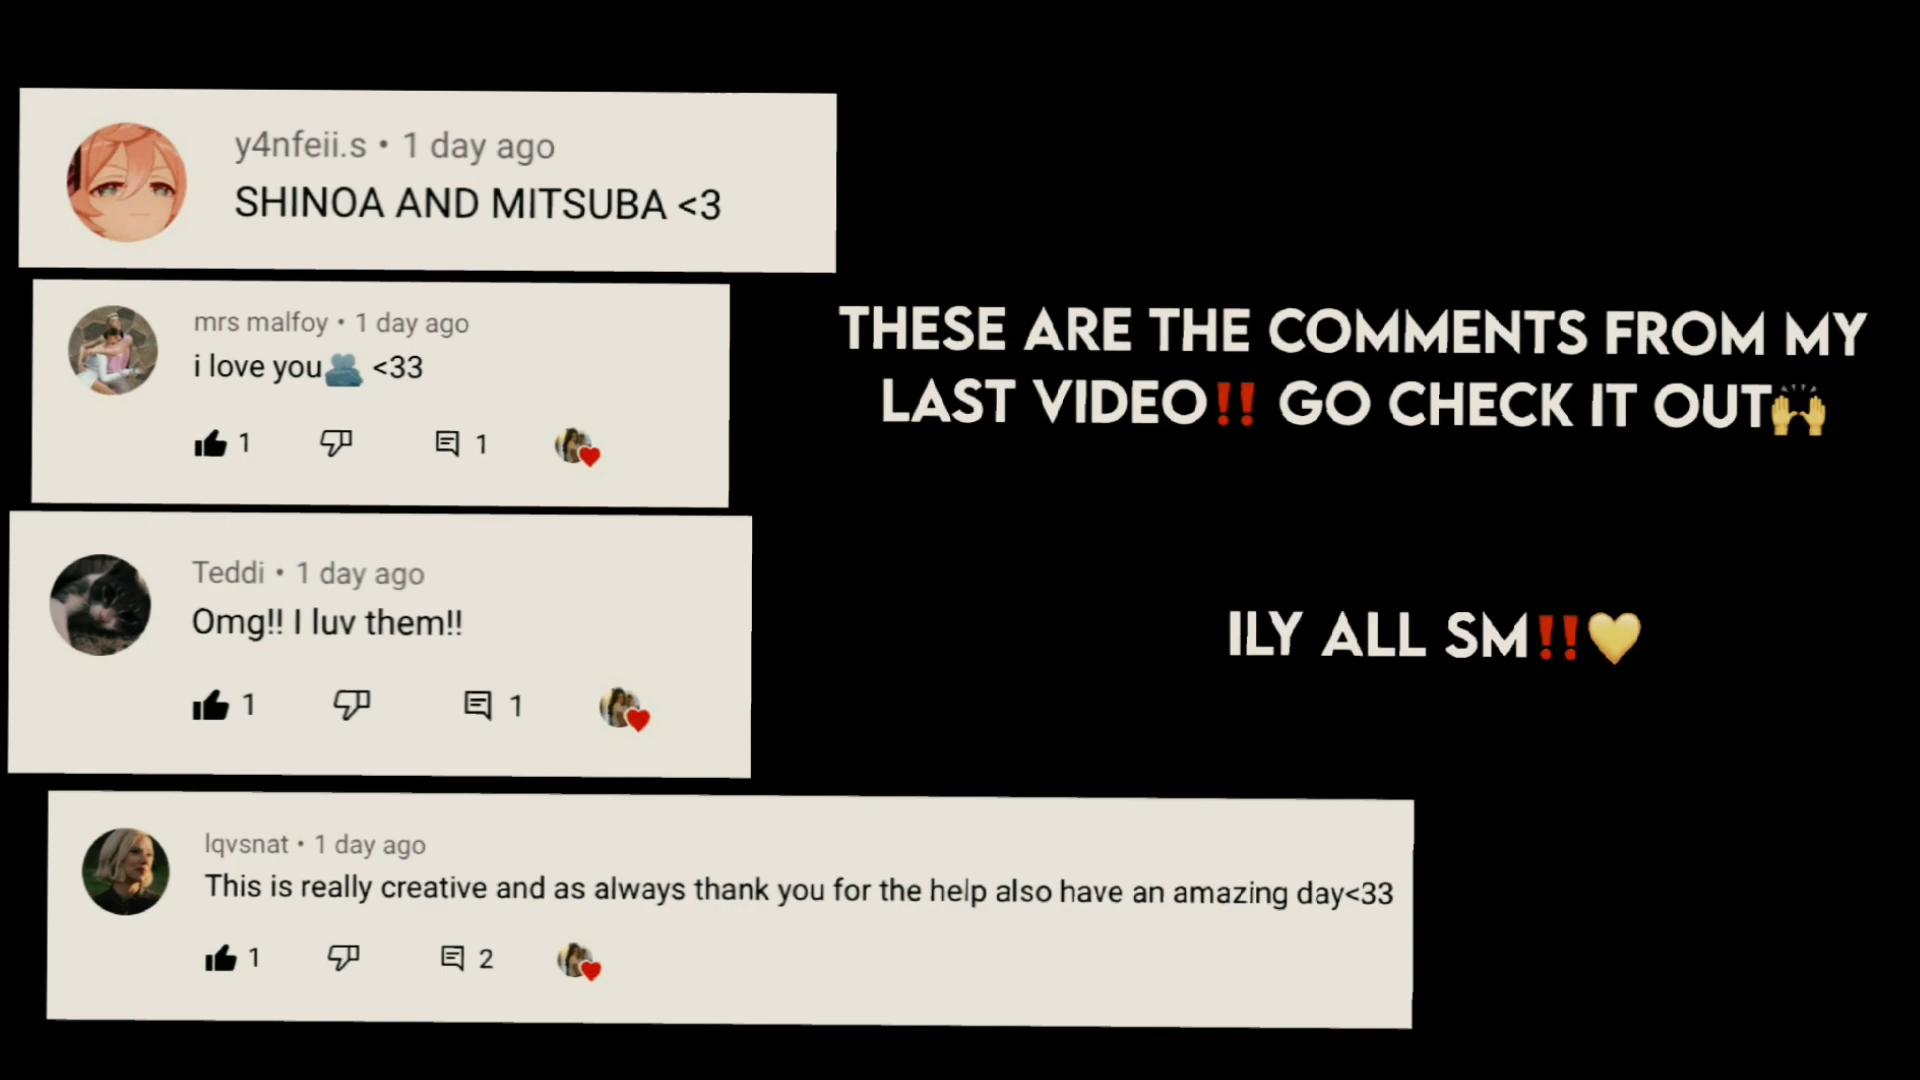 y4nfeii.s • 1 day ago
SHINOA AND MITSUBA <3
mrs malfoy • 1 day ago
i love you🫂 <33
1 1
THESE ARE THE COMMENTS FROM MY
LAST VIDEO‼️ GO CHECK IT OUT🙌
Teddi • 1 day ago
Omg!! I luv them!!
1 1
ILY ALL SM‼️💛
lqvsnat • 1 day ago
This is really creative and as always thank you for the help also have an amazing day<33
1 2